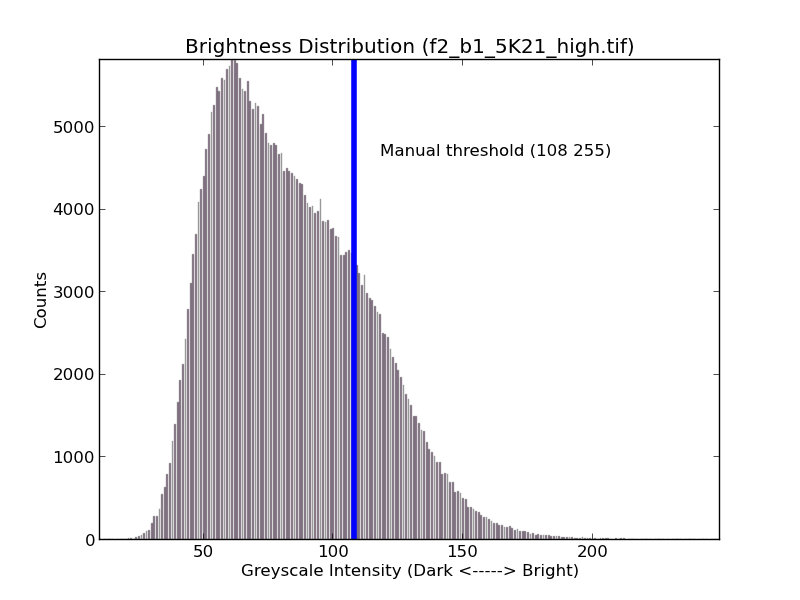 Brightness Distribution (f2_b1_5K21_high.tif)
5000
4000
3000
2000
1000
0
Counts
Manual threshold (108 255)
50 100 150 200
Greyscale Intensity (Dark <-----> Bright)